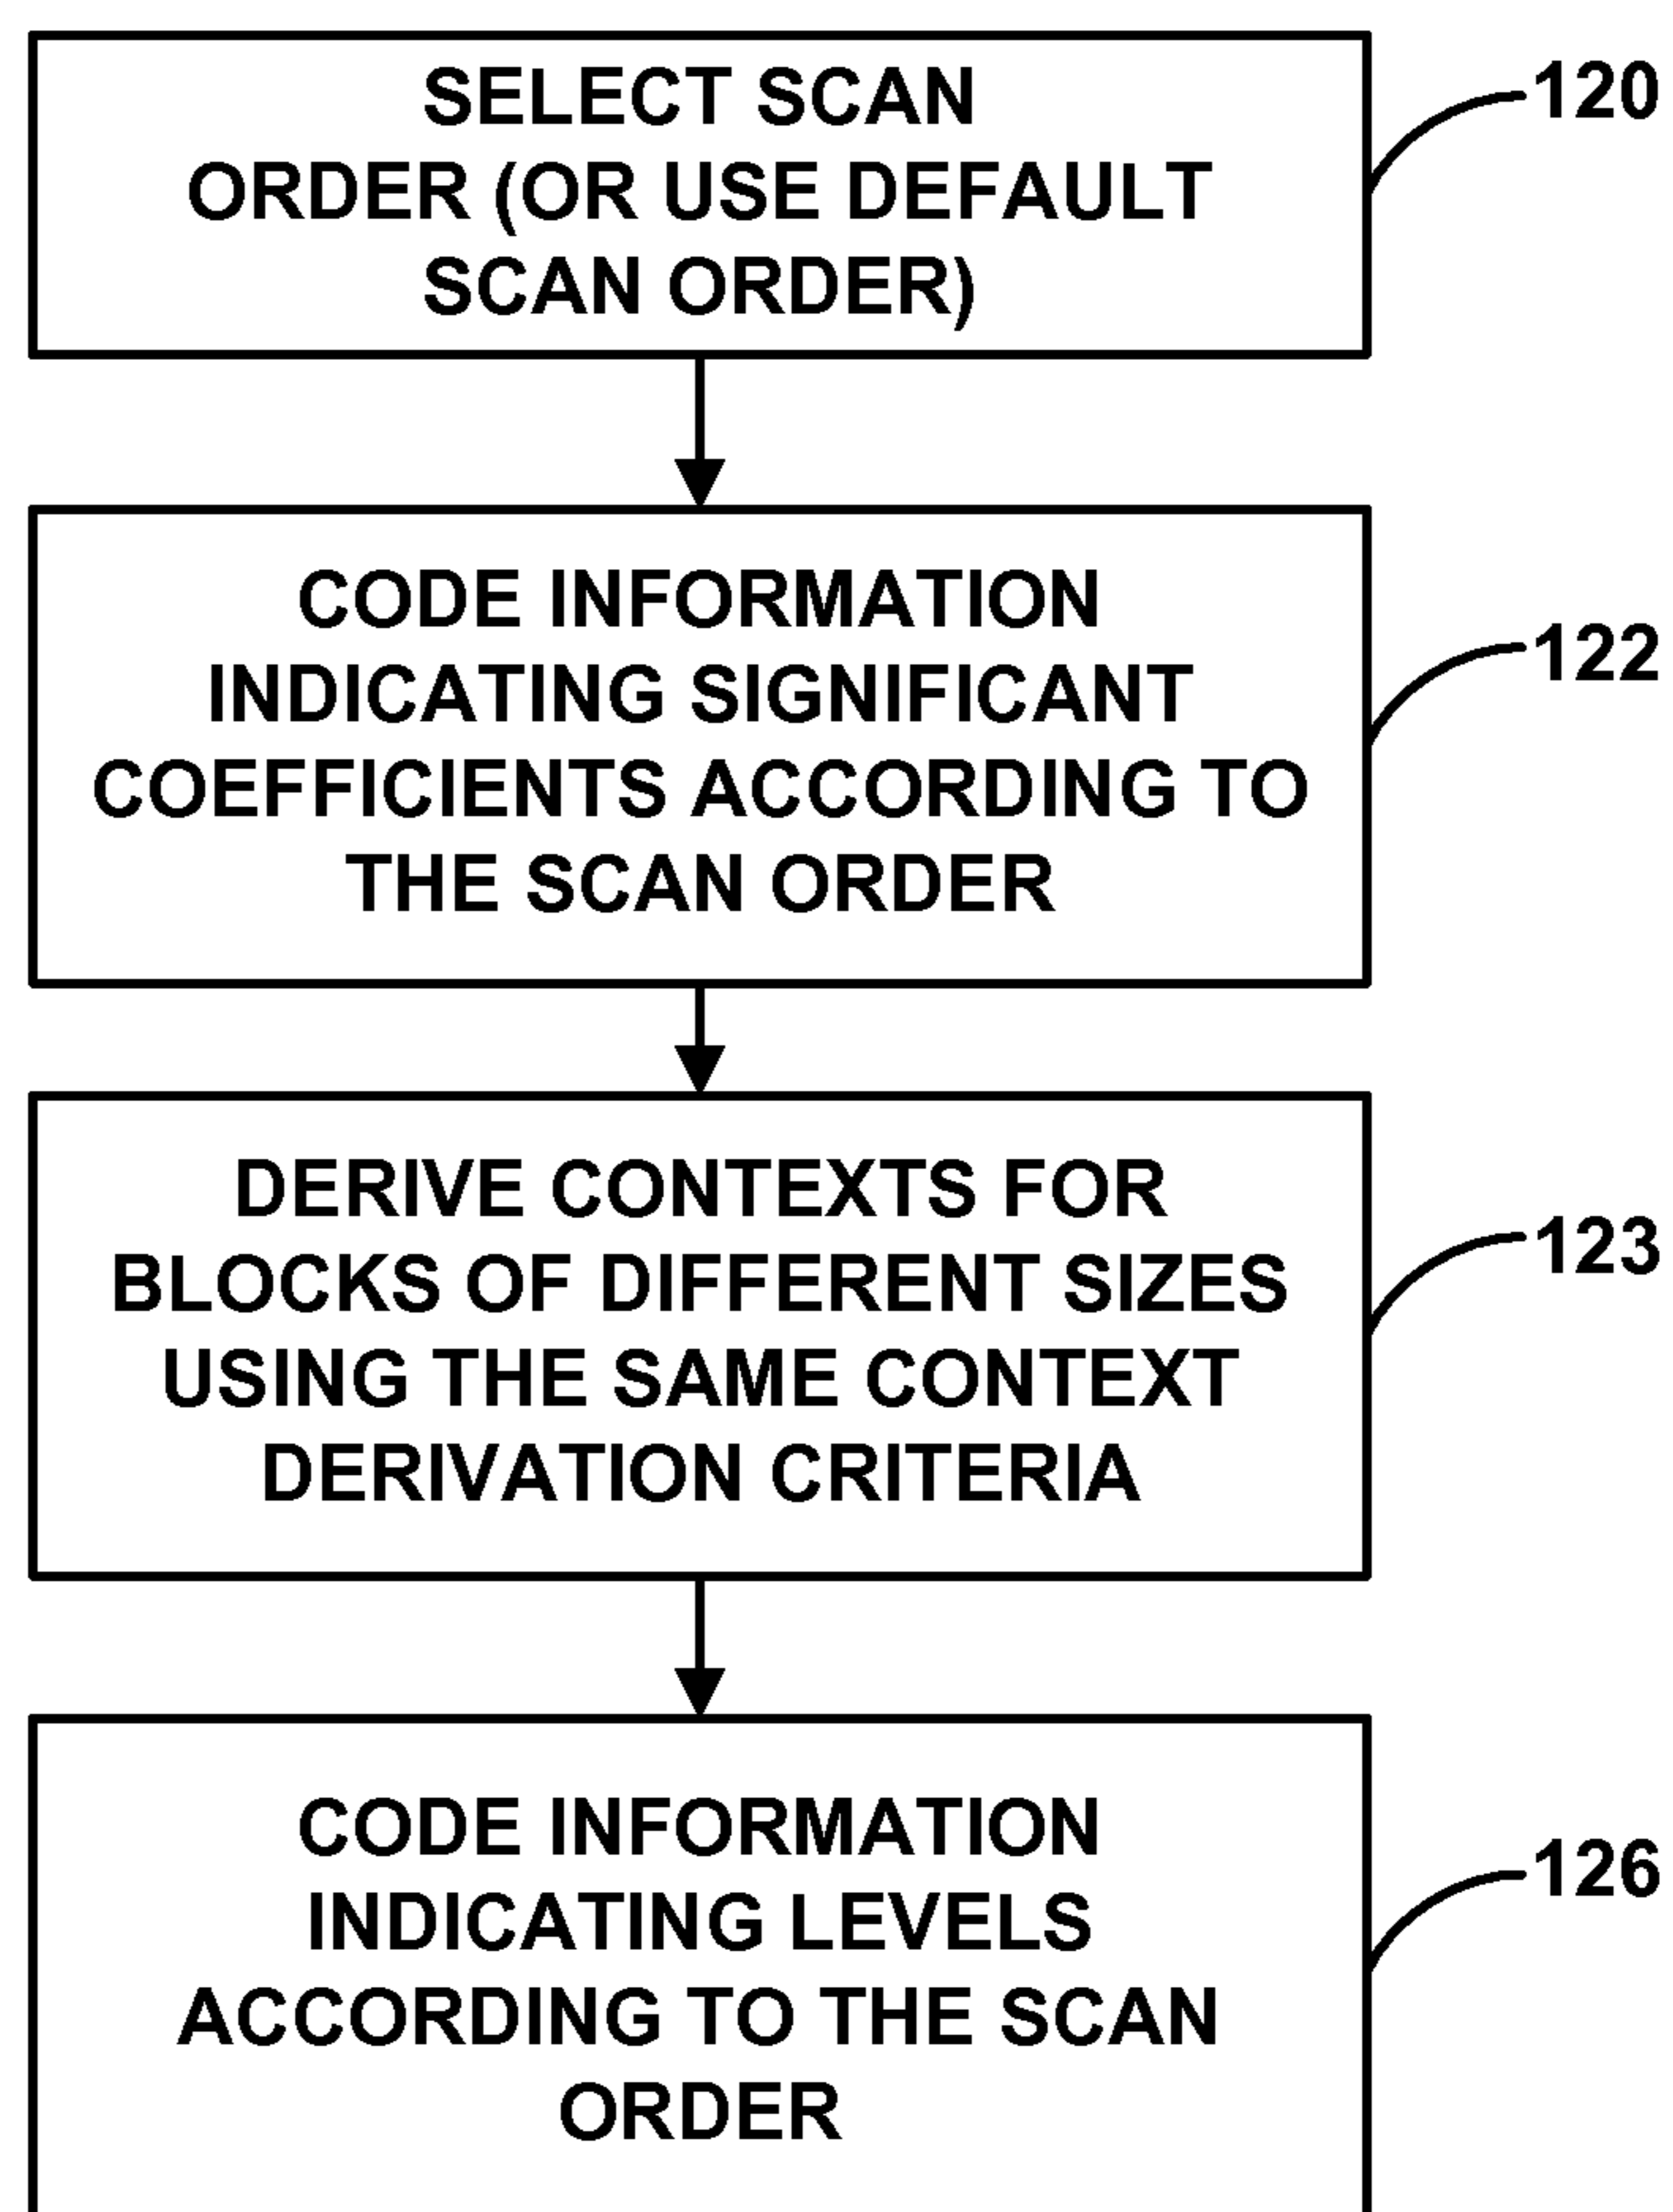 SELECT SCAN
ORDER (OR USE DEFAULT
SCAN ORDER)
120
CODE INFORMATION
INDICATING SIGNIFICANT
COEFFICIENTS ACCORDING TO
THE SCAN ORDER
122
DERIVE CONTEXTS FOR
BLOCKS OF DIFFERENT SIZES
USING THE SAME CONTEXT
DERIVATION CRITERIA
123
CODE INFORMATION
INDICATING LEVELS
ACCORDING TO THE SCAN
ORDER
126